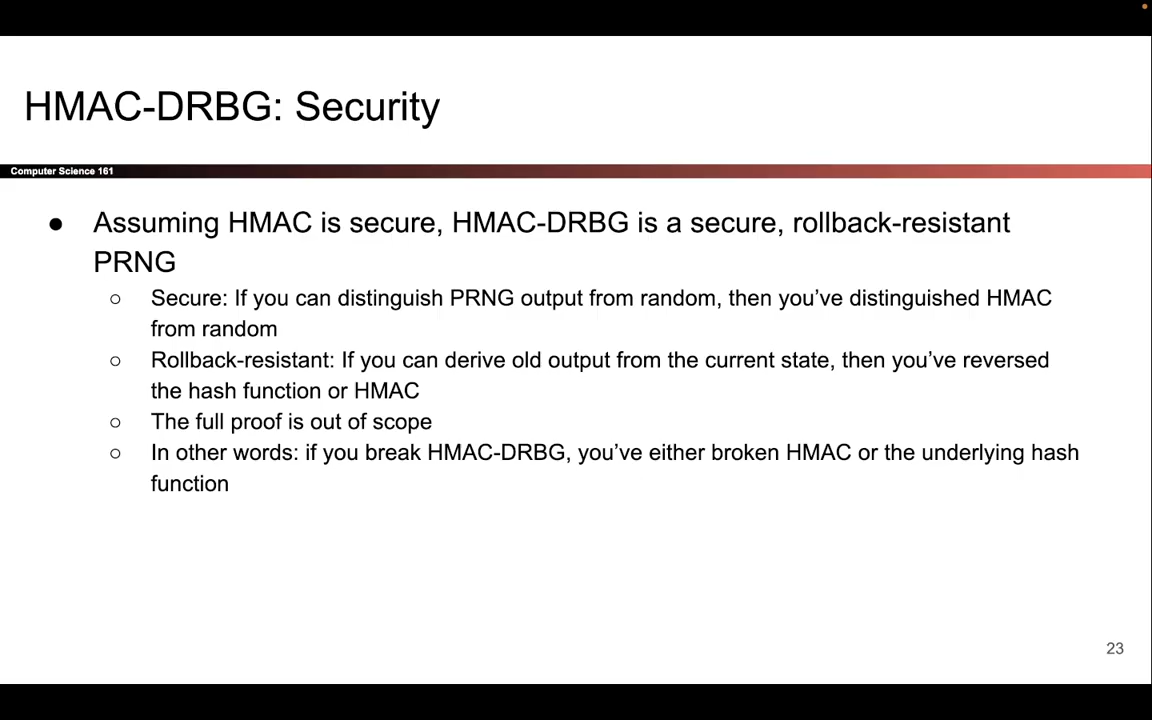 HMAC-DRBG: Security
Computer Science 161
● Assuming HMAC is secure, HMAC-DRBG is a secure, rollback-resistant
PRNG
○ Secure: If you can distinguish PRNG output from random, then you’ve distinguished HMAC
from random
○ Rollback-resistant: If you can derive old output from the current state, then you’ve reversed
the hash function or HMAC
○ The full proof is out of scope
○ In other words: if you break HMAC-DRBG, you’ve either broken HMAC or the underlying hash
function
23